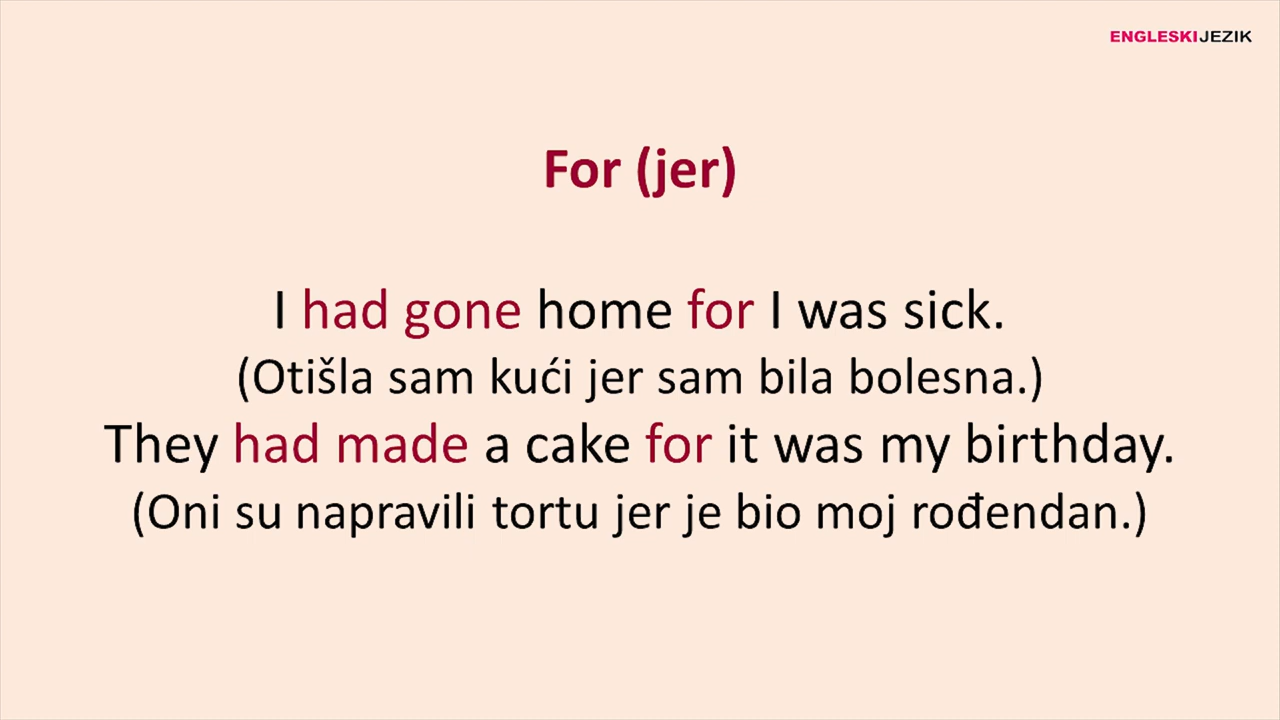 ENGLESKIJEZIK
For (jer)
I had gone home for I was sick.
(Otišla sam kući jer sam bila bolesna.)
They had made a cake for it was my birthday.
(Oni su napravili tortu jer je bio moj rođendan.)